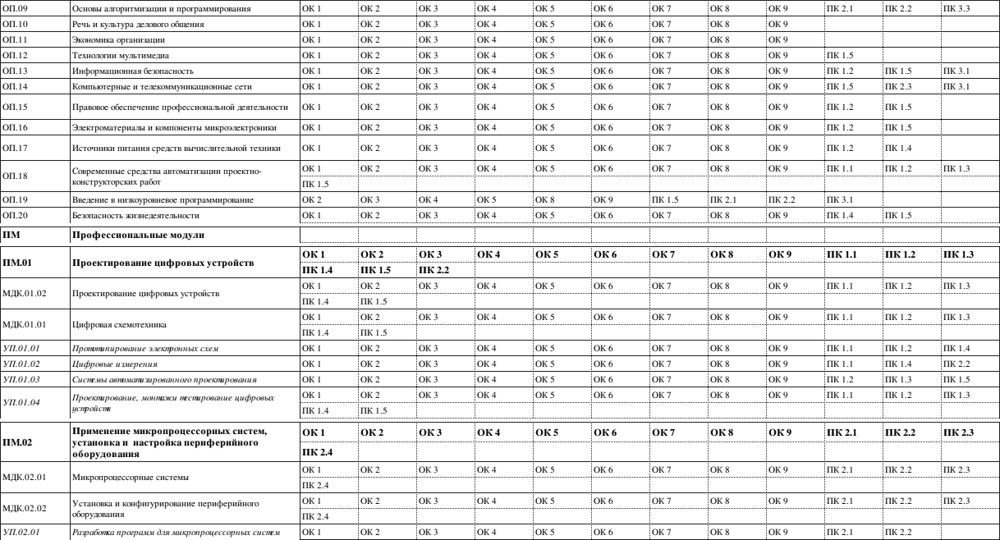 ОП.09 Основы алгоритмизации и программирования ОК 1 ОК 2 ОК 3 ОК 4 ОК 5 ОК 6 ОК 7 ОК 8 ОК 9 ПК 2.1 ПК 2.2 ПК 3.3
ОП.10 Речь и культура делового общения ОК 1 ОК 2 ОК 3 ОК 4 ОК 5 ОК 6 ОК 7 ОК 8 ОК 9
ОП.11 Экономика организации ОК 1 ОК 2 ОК 3 ОК 4 ОК 5 ОК 6 ОК 7 ОК 8 ОК 9
ОП.12 Технологии мультимедиа ОК 1 ОК 2 ОК 3 ОК 4 ОК 5 ОК 6 ОК 7 ОК 8 ОК 9 ПК 1.5
ОП.13 Информационная безопасность ОК 1 ОК 2 ОК 3 ОК 4 ОК 5 ОК 6 ОК 7 ОК 8 ОК 9 ПК 1.2 ПК 1.5 ПК 3.1
ОП.14 Компьютерные и телекоммуникационные сети ОК 1 ОК 2 ОК 3 ОК 4 ОК 5 ОК 6 ОК 7 ОК 8 ОК 9 ПК 1.5 ПК 2.3 ПК 3.1
ОП.15 Правовое обеспечение профессиональной деятельности ОК 1 ОК 2 ОК 3 ОК 4 ОК 5 ОК 6 ОК 7 ОК 8 ОК 9 ПК 1.2 ПК 1.5
ОП.16 Электроматериалы и компоненты микроэлектроники ОК 1 ОК 2 ОК 3 ОК 4 ОК 5 ОК 6 ОК 7 ОК 8 ОК 9 ПК 1.2 ПК 1.5
ОП.17 Источники питания средств вычислительной техники ОК 1 ОК 2 ОК 3 ОК 4 ОК 5 ОК 6 ОК 7 ОК 8 ОК 9 ПК 1.2 ПК 1.4
ОП.18 Современные средства автоматизации проектно- ОК 1 ОК 2 ОК 3 ОК 4 ОК 5 ОК 6 ОК 7 ОК 8 ОК 9 ПК 1.1 ПК 1.2 ПК 1.3
конструкторских работ ПК 1.5
ОП.19 Введение в низкоуровневое программирование ОК 2 ОК 3 ОК 4 ОК 5 ОК 8 ОК 9 ПК 1.5 ПК 2.1 ПК 2.2 ПК 3.1
ОП.20 Безопасность жизнедеятельности ОК 1 ОК 2 ОК 3 ОК 4 ОК 5 ОК 6 ОК 7 ОК 8 ОК 9 ПК 1.4 ПК 1.5
ПМ Профессиональные модули
ПМ.01 Проектирование цифровых устройств ОК 1 ОК 2 ОК 3 ОК 4 ОК 5 ОК 6 ОК 7 ОК 8 ОК 9 ПК 1.1 ПК 1.2 ПК 1.3
ПК 1.4 ПК 1.5 ПК 2.2
МДК.01.02 Проектирование цифровых устройств ОК 1 ОК 2 ОК 3 ОК 4 ОК 5 ОК 6 ОК 7 ОК 8 ОК 9 ПК 1.1 ПК 1.2 ПК 1.3
ПК 1.4 ПК 1.5
МДК.01.01 Цифровая схемотехника ОК 1 ОК 2 ОК 3 ОК 4 ОК 5 ОК 6 ОК 7 ОК 8 ОК 9 ПК 1.1 ПК 1.2 ПК 1.3
ПК 1.4 ПК 1.5
УП.01.01 Прототипирование электронных схем ОК 1 ОК 2 ОК 3 ОК 4 ОК 5 ОК 6 ОК 7 ОК 8 ОК 9 ПК 1.1 ПК 1.2 ПК 1.4
УП.01.02 Цифровые измерения ОК 1 ОК 2 ОК 3 ОК 4 ОК 5 ОК 6 ОК 7 ОК 8 ОК 9 ПК 1.1 ПК 1.4 ПК 2.2
УП.01.03 Системы автоматизированного проектирования ОК 1 ОК 2 ОК 3 ОК 4 ОК 5 ОК 6 ОК 7 ОК 8 ОК 9 ПК 1.2 ПК 1.3 ПК 1.5
УП.01.04 Проектирование, монтажи тестирование цифровых ОК 1 ОК 2 ОК 3 ОК 4 ОК 5 ОК 6 ОК 7 ОК 8 ОК 9 ПК 1.1 ПК 1.2 ПК 1.3
устройств ПК 1.4 ПК 1.5
ПМ.02 Применение микропроцессорных систем, ОК 1 ОК 2 ОК 3 ОК 4 ОК 5 ОК 6 ОК 7 ОК 8 ОК 9 ПК 2.1 ПК 2.2 ПК 2.3
установка и настройка периферийного
оборудования ПК 2.4
МДК.02.01 Микропроцессорные системы ОК 1 ОК 2 ОК 3 ОК 4 ОК 5 ОК 6 ОК 7 ОК 8 ОК 9 ПК 2.1 ПК 2.2 ПК 2.3
ПК 2.4
МДК.02.02 Установка и конфигурирование периферийного ОК 1 ОК 2 ОК 3 ОК 4 ОК 5 ОК 6 ОК 7 ОК 8 ОК 9 ПК 2.1 ПК 2.2 ПК 2.3
оборудования ПК 2.4
УП.02.01 Разработка программ для микропроцессорных систем ОК 1 ОК 2 ОК 3 ОК 4 ОК 5 ОК 6 ОК 7 ОК 8 ОК 9 ПК 2.1 ПК 2.2